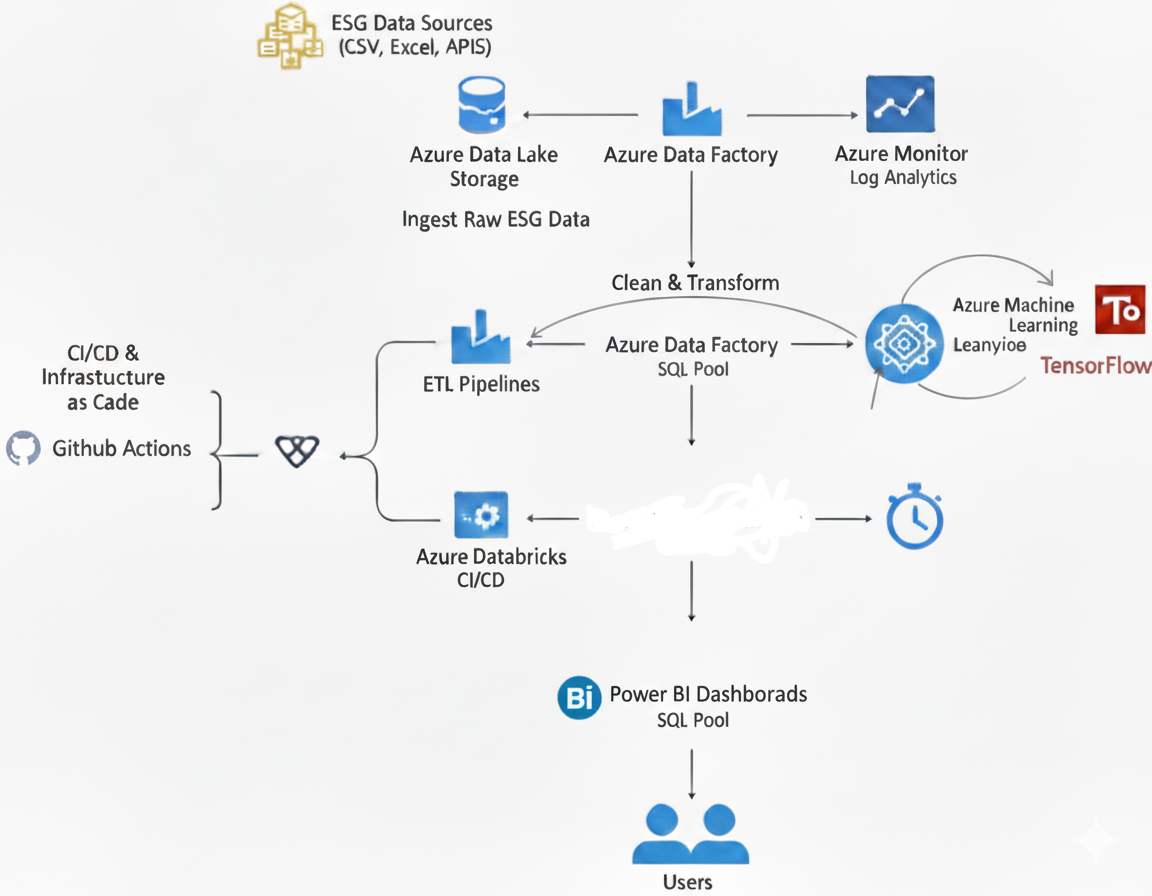 ESG Data Sources
(CSV, Excel, APIS)
Azure Data Lake
Storage
Azure Data Factory
Azure Monitor
Log Analytics
Ingest Raw ESG Data
Clean & Transform
Azure Machine
Learning
Leanyioe
To
TensorFlow
Azure Data Factory
SQL Pool
ETL Pipelines
CI/CD &
Infrastucture
as Cade
Github Actions
Azure Databricks
CI/CD
Bi
Power BI Dashborads
SQL Pool
Users